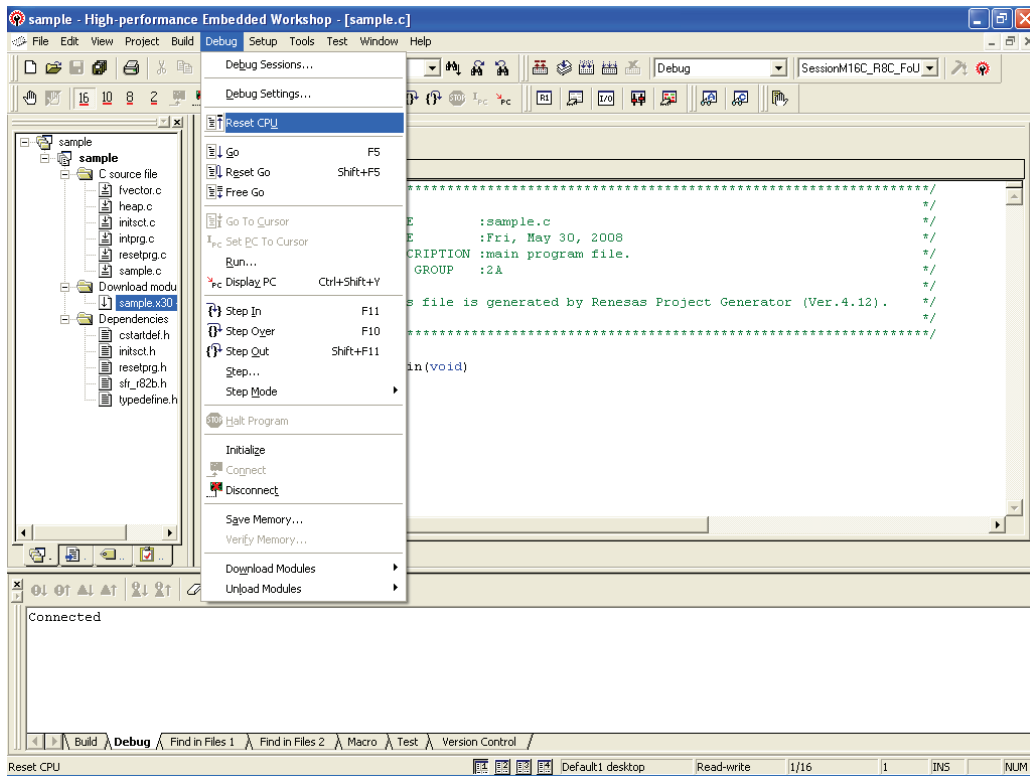 sample - High-performance Embedded Workshop - [sample.c]
File Edit View Project Build Debug Setup Tools Test Window Help
Debug SessionM16C_R8C_FoU
16 10 8 2
Debug Sessions...
Debug Settings...
Reset CPU
Go F5
Reset Go Shift+F5
Free Go
Go To Cursor
Set PC To Cursor
Run...
Display PC Ctrl+Shift+Y
Step In F11
Step Over F10
Step Out Shift+F11
Step...
Step Mode
Halt Program
Initialize
Connect
Disconnect
Save Memory...
Verify Memory...
Download Modules
Unload Modules
sample
sample
C source file
fvector.c
heap.c
initsct.c
intprg.c
resetprg.c
sample.c
Download modu
sample.x30
Dependencies
cstartdef.h
initsct.h
resetprg.h
sfr_r82b.h
typedefine.h
***************************************************************/
*/
E :sample.c */
E :Fri, May 30, 2008 */
CRIPTION :main program file. */
GROUP :2A */
*/
s file is generated by Renesas Project Generator (Ver.4.12). */
*/
***************************************************************/
in(void)
Connected
Build Debug Find in Files 1 Find in Files 2 Macro Test Version Control
Reset CPU Default1 desktop Read-write 1/16 1 INS NUM